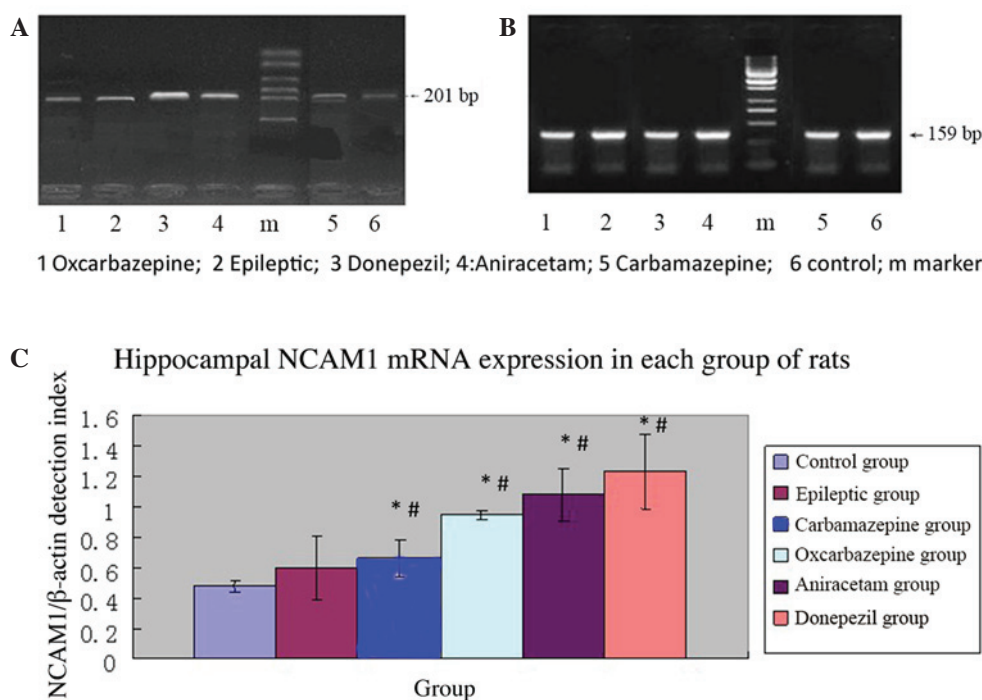 A
B
201 bp
159 bp
1 2 3 4 m 5 6
1 2 3 4 m 5 6
1 Oxcarbazepine; 2 Epileptic; 3 Donepezil; 4:Aniracetam; 5 Carbamazepine; 6 control; m marker
C
Hippocampal NCAM1 mRNA expression in each group of rats
NCAM1/β-actin detection index
1.6
1.4
1.2
1
0.8
0.6
0.4
0.2
0
* #
* #
* #
* #
Group
Control group
Epileptic group
Carbamazepine group
Oxcarbazepine group
Aniracetam group
Donepezil group